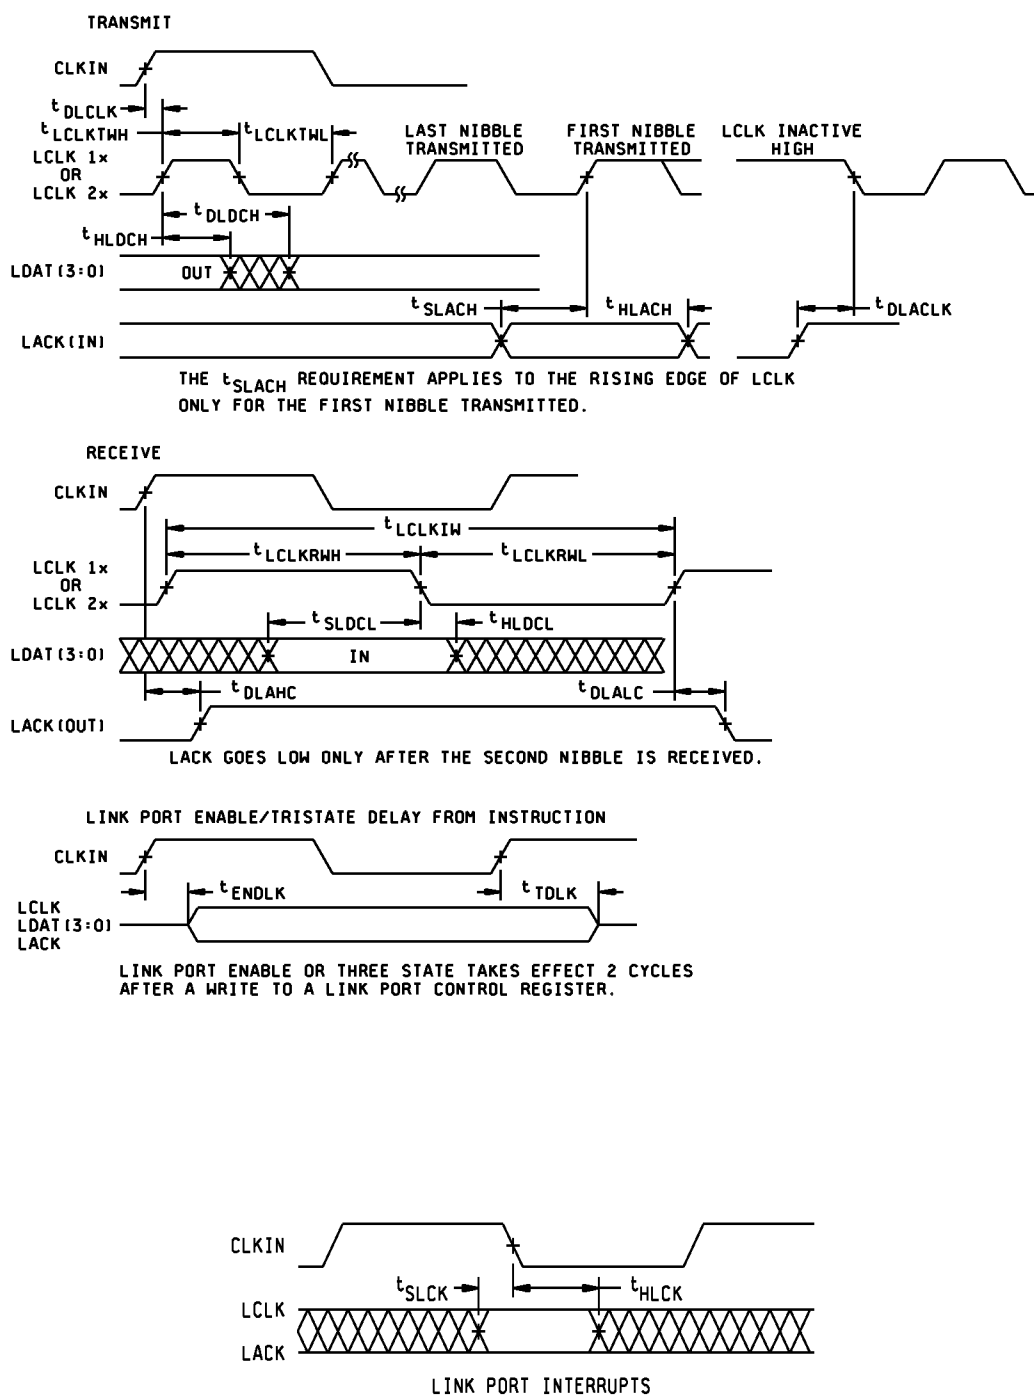 TRANSMIT
CLKIN
tDLCLK
tLCLKTWH
tLCLKTWL
LAST NIBBLE
TRANSMITTED
FIRST NIBBLE
TRANSMITTED
LCLK INACTIVE
HIGH
LCLK 1x
OR
LCLK 2x
tDLDCH
tHLDCH
LDAT(3:0)
OUT
tSLACH
tHLACH
tDLACLK
LACK(IN)
THE tSLACH REQUIREMENT APPLIES TO THE RISING EDGE OF LCLK
ONLY FOR THE FIRST NIBBLE TRANSMITTED.
RECEIVE
CLKIN
tLCLKIW
tLCLKRWH
tLCLKRWL
LCLK 1x
OR
LCLK 2x
tSLDCL
tHLDCL
LDAT(3:0)
IN
tDLAHC
tDLALC
LACK(OUT)
LACK GOES LOW ONLY AFTER THE SECOND NIBBLE IS RECEIVED.
LINK PORT ENABLE/TRISTATE DELAY FROM INSTRUCTION
CLKIN
tENDLK
tTDLK
LCLK
LDAT(3:0)
LACK
LINK PORT ENABLE OR THREE STATE TAKES EFFECT 2 CYCLES
AFTER A WRITE TO A LINK PORT CONTROL REGISTER.
CLKIN
tSLCK
tHLCK
LCLK
LACK
LINK PORT INTERRUPTS